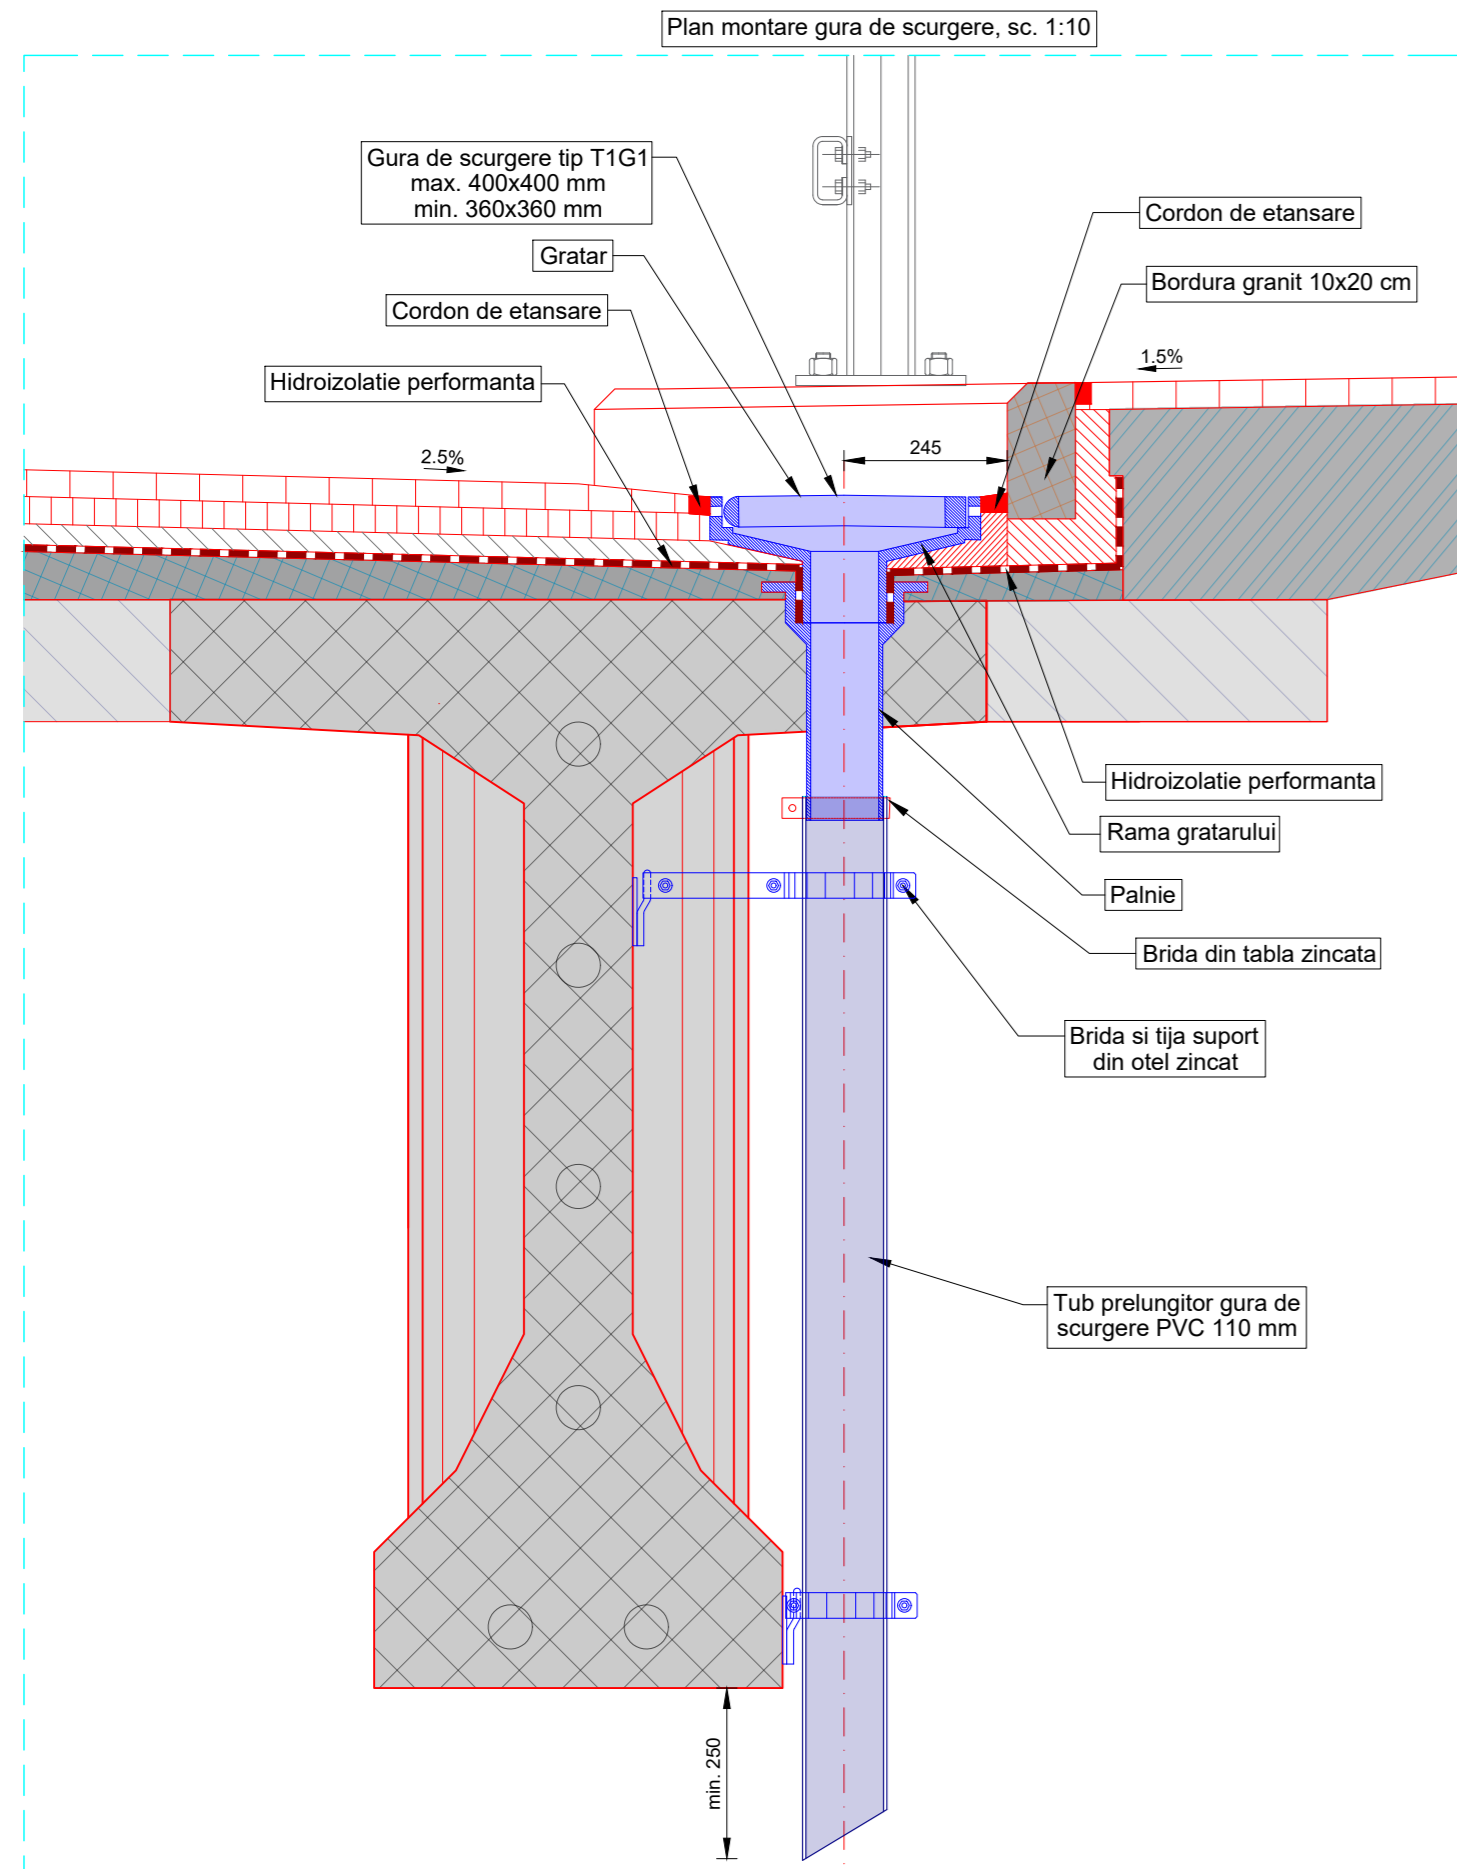 Plan montare gura de scurgere, sc. 1:10
Gura de scurgere tip T1G1
max. 400x400 mm
min. 360x360 mm
Gratar
Cordon de etansare
Hidroizolatie performanta
Cordon de etansare
Bordura granit 10x20 cm
1.5%
2.5%
245
Hidroizolatie performanta
Rama gratarului
Palnie
Brida din tabla zincata
Brida si tija suport
din otel zincat
Tub prelungitor gura de
scurgere PVC 110 mm
min. 250